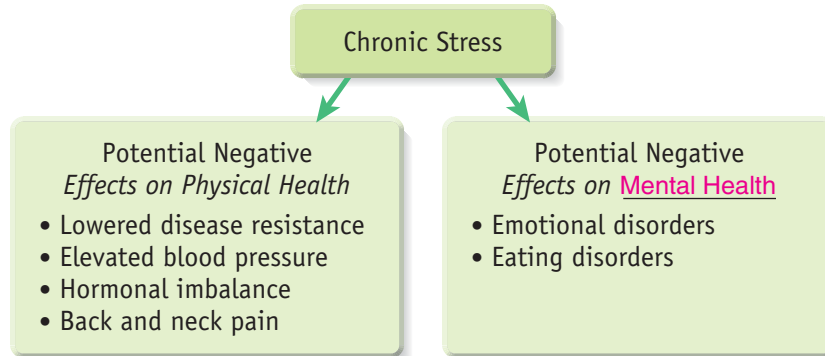 Chronic Stress
Potential Negative
Effects on Physical Health
• Lowered disease resistance
• Elevated blood pressure
• Hormonal imbalance
• Back and neck pain
Potential Negative
Effects on Mental Health
• Emotional disorders
• Eating disorders